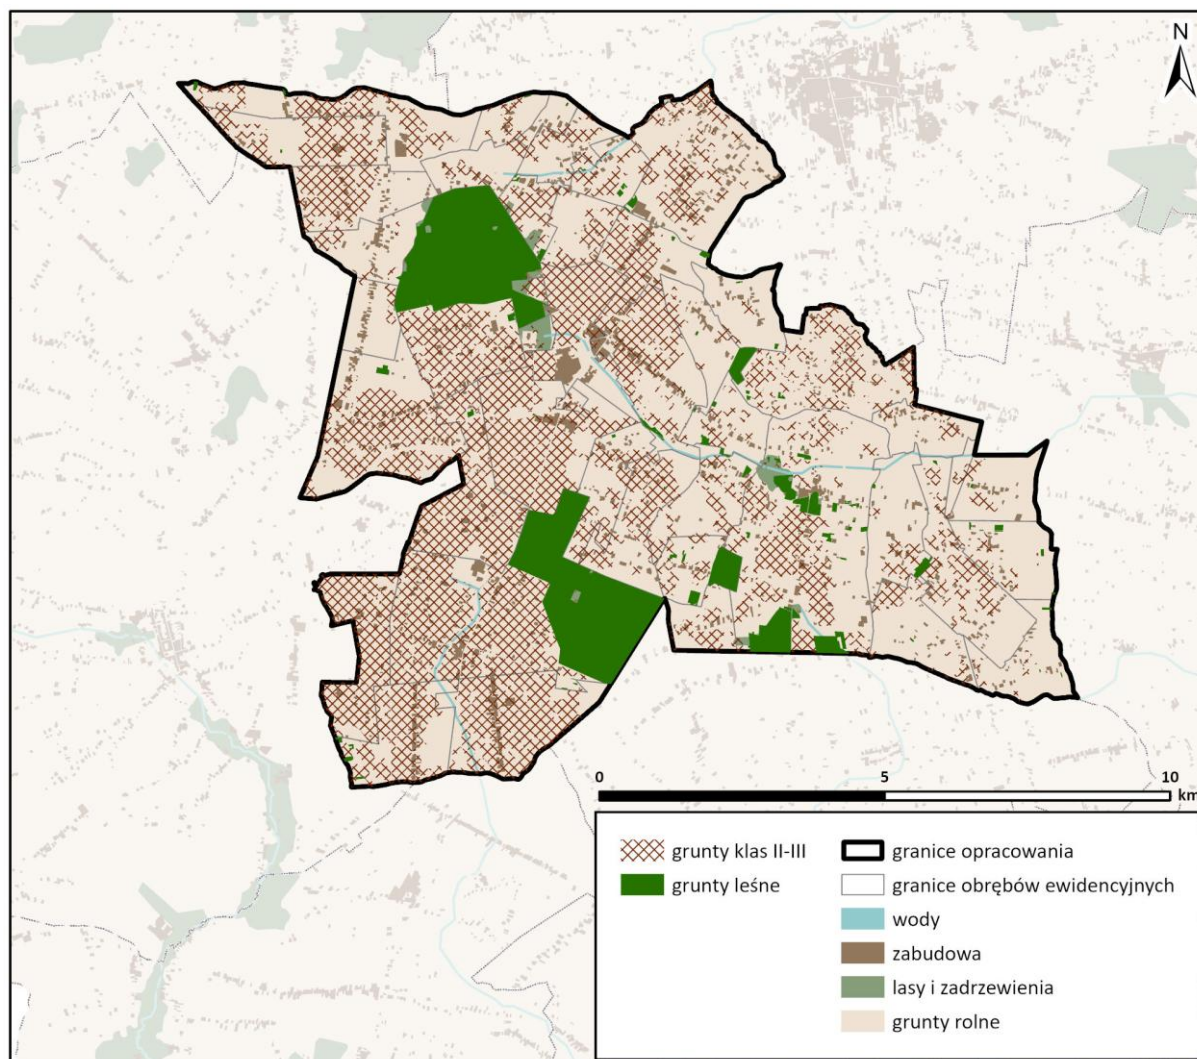 N
0 5 10
km
grunty klas II-III
grunty leśne
granice opracowania
granice obrębów ewidencyjnych
wody
zabudowa
lasy i zadrzewienia
grunty rolne